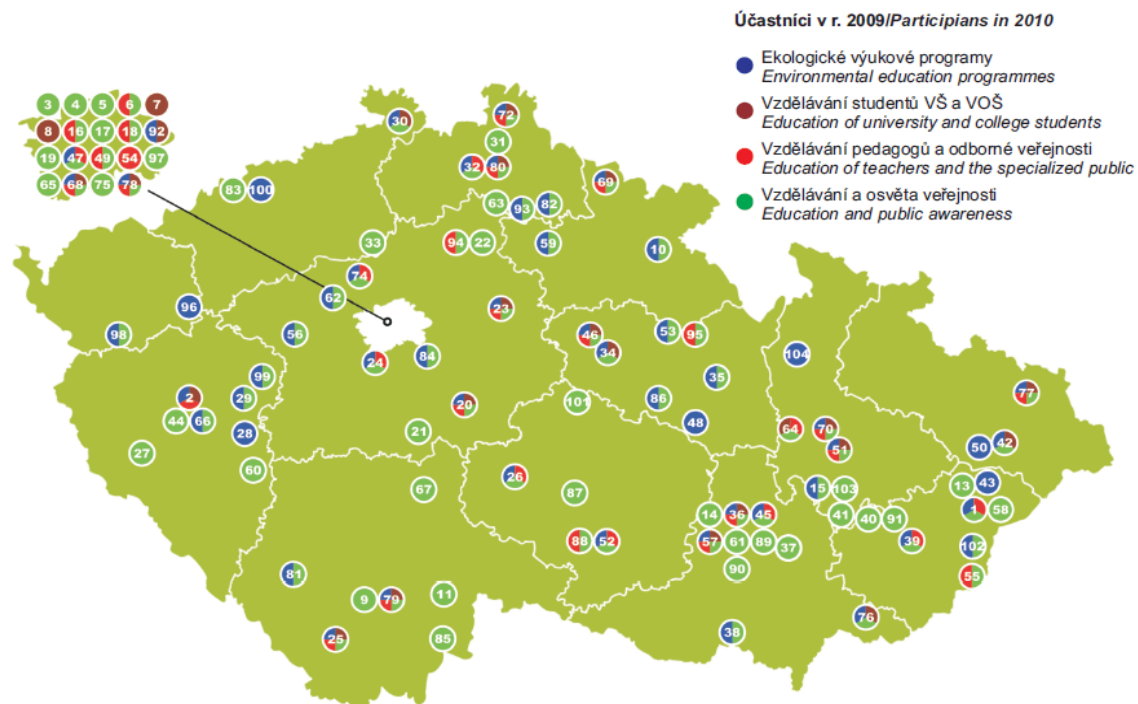 Účastníci v r. 2009/Participians in 2010
Ekologické výukové programy
Environmental education programmes
Vzdělávání studentů VŠ a VOŠ
Education of university and college students
Vzdělávání pedagogů a odborné veřejnosti
Education of teachers and the specialized public
Vzdělávání a osvěta veřejnosti
Education and public awareness
3 4 5 6 7
8 16 17 18 92
19 47 49 54 97
65 68 75 78
30 72
31
32 80
83 100 69
63 93 82
33 94 22 59 10
74
62
96 23
98 56 46 34 53 95
24 84 104
99 35
2 29 20 101 86 77
44 66 28 21 48 64 70
27 51 50 42
60 67 26 87 15 103 13 43
14 36 45 41 40 91 1 58
88 52 57 61 89 37 39 102
90 55
81
9 79 11
25 85 38 76